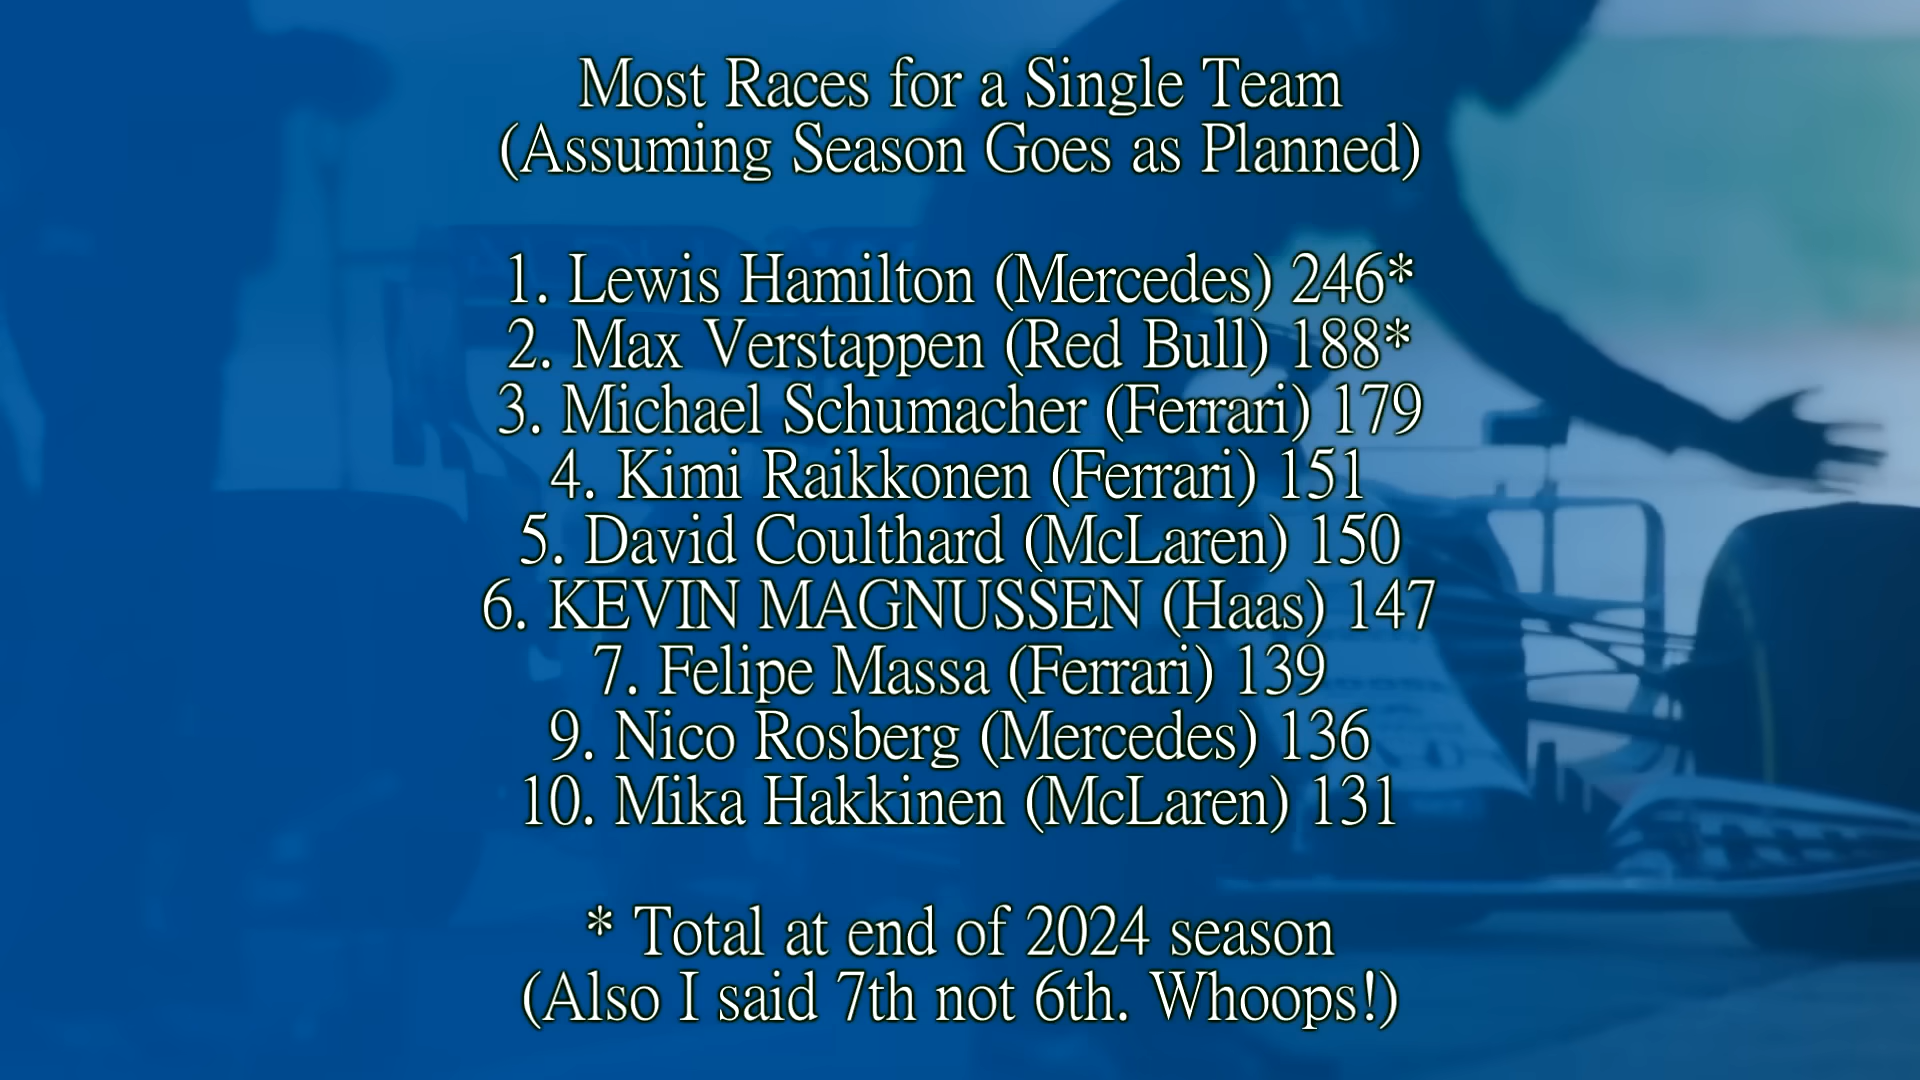 Most Races for a Single Team
(Assuming Season Goes as Planned)
1. Lewis Hamilton (Mercedes) 246*
2. Max Verstappen (Red Bull) 188*
3. Michael Schumacher (Ferrari) 179
4. Kimi Raikkonen (Ferrari) 151
5. David Coulthard (McLaren) 150
6. KEVIN MAGNUSSEN (Haas) 147
7. Felipe Massa (Ferrari) 139
9. Nico Rosberg (Mercedes) 136
10. Mika Hakkinen (McLaren) 131
* Total at end of 2024 season
(Also I said 7th not 6th. Whoops!)